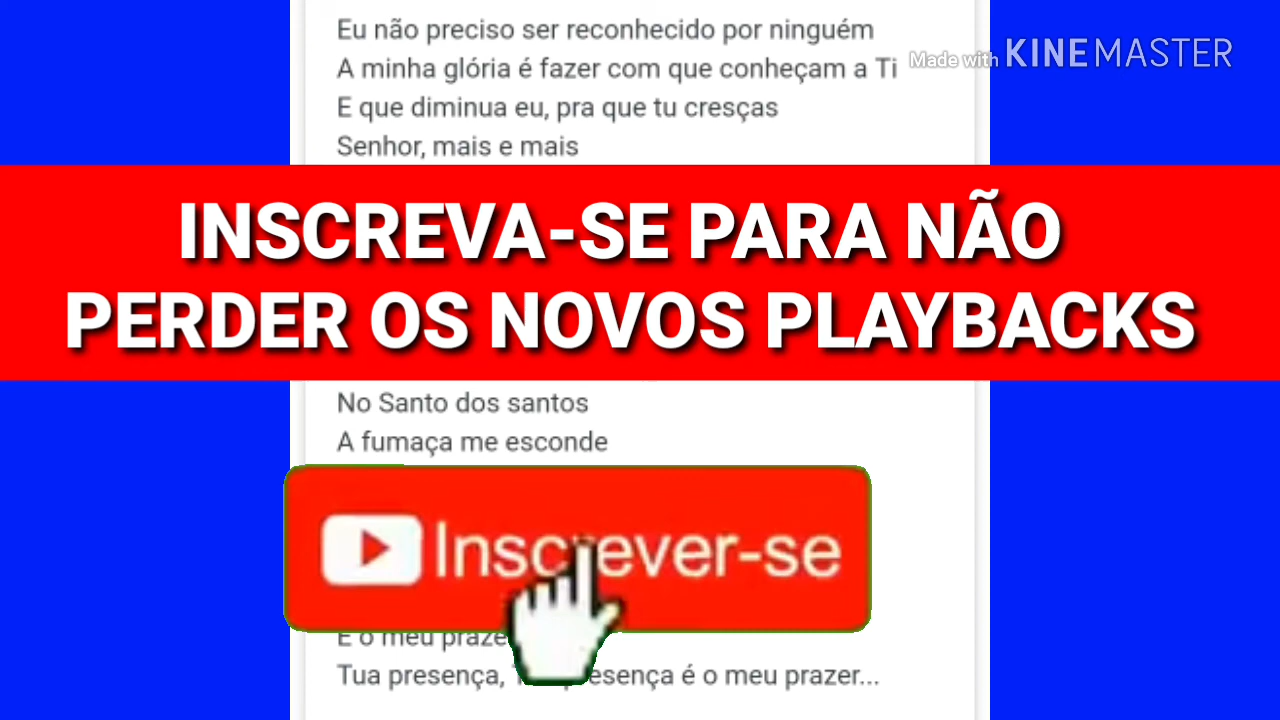 Eu não preciso ser reconhecido por ninguém
Made with KINEMASTER
A minha glória é fazer com que conheçam a Ti
E que diminua eu, pra que tu cresças
Senhor, mais e mais
INSCREVA-SE PARA NÃO
PERDER OS NOVOS PLAYBACKS
No Santo dos santos
A fumaça me esconde
Inscrever-se
E o meu
Tua presença, é o meu prazer...